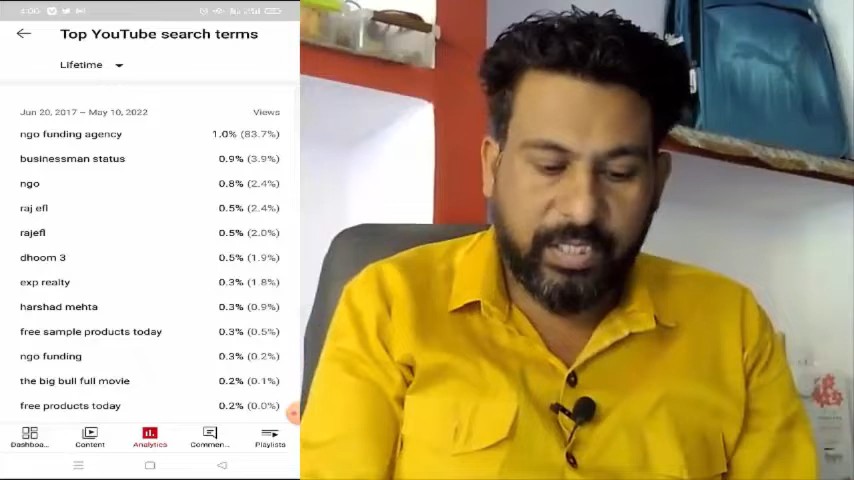 Top YouTube search terms
Lifetime
Jun 20, 2017 – May 10, 2022 Views
ngo funding agency 1.0% (83.7%)
businessman status 0.9% (3.9%)
ngo 0.8% (2.4%)
raj efl 0.5% (2.4%)
rajefl 0.5% (2.0%)
dhoom 3 0.5% (1.9%)
exp realty 0.3% (1.8%)
harshad mehta 0.3% (0.9%)
free sample products today 0.3% (0.5%)
ngo funding 0.3% (0.2%)
the big bull full movie 0.2% (0.1%)
free products today 0.2% (0.0%)
Dashboa... Content Analytics Commen... Playlists